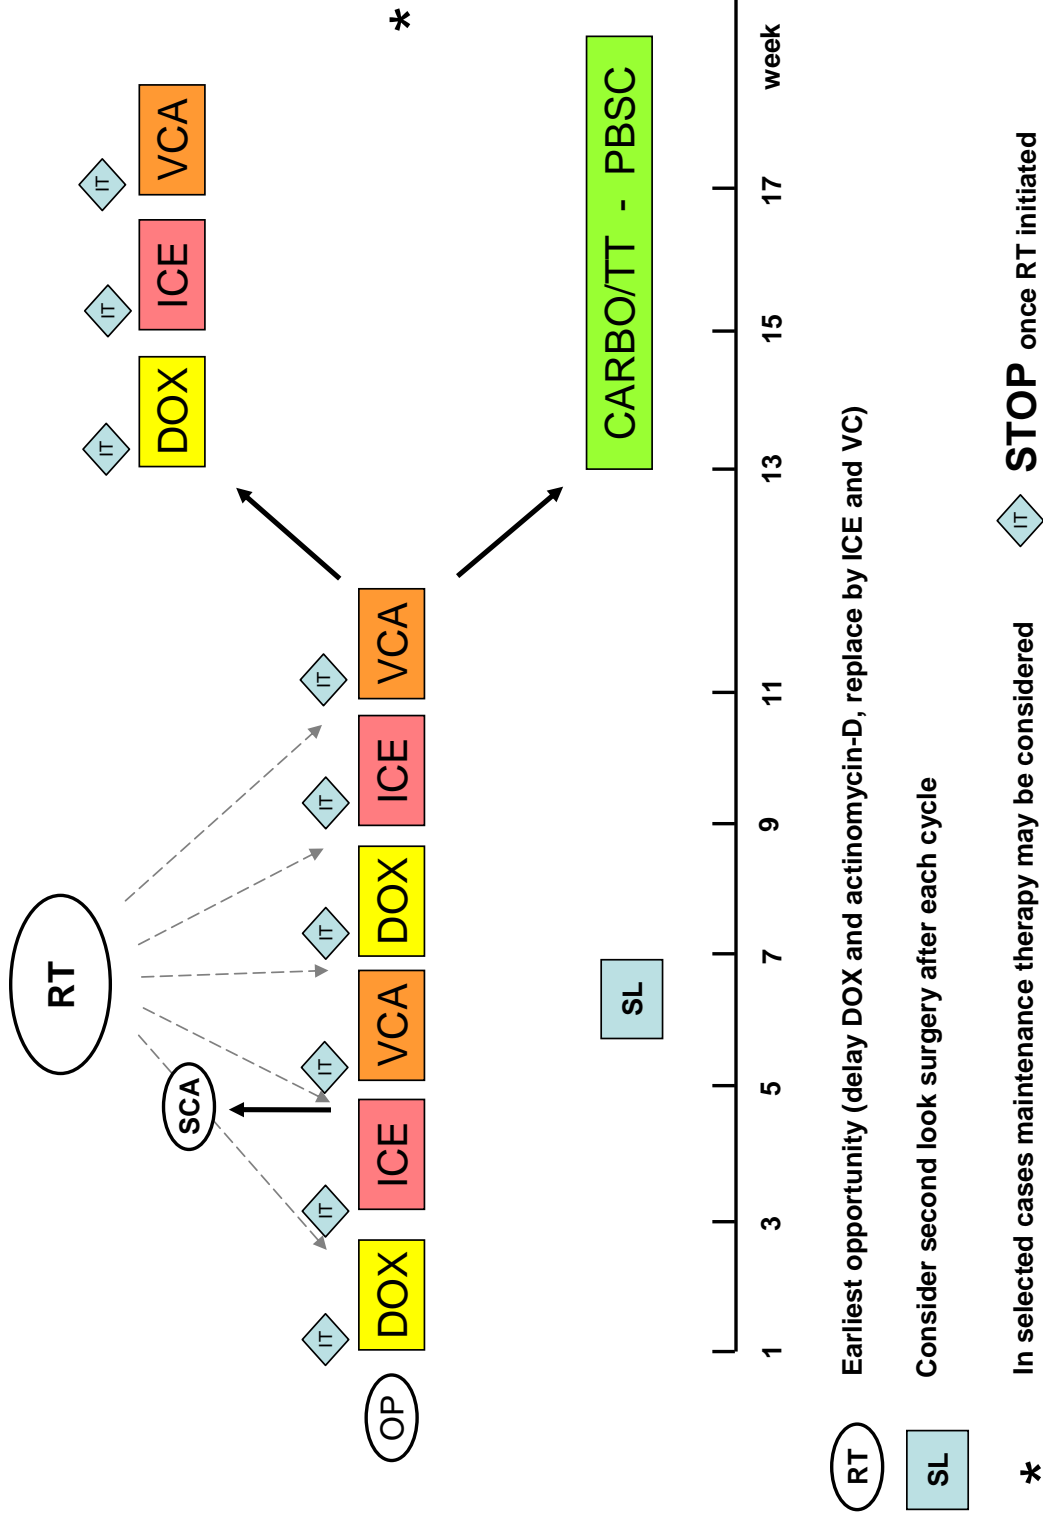 RT
SCA
*
IT
IT
IT
IT
IT
IT
IT
IT
IT
OP
DOX
ICE
VCA
DOX
ICE
VCA
DOX
ICE
VCA
SL
CARBO/TT - PBSC
1
3
5
7
9
11
13
15
17
week
RT Earliest opportunity (delay DOX and actinomycin-D, replace by ICE and VC)
SL Consider second look surgery after each cycle
* In selected cases maintenance therapy may be considered
IT STOP once RT initiated